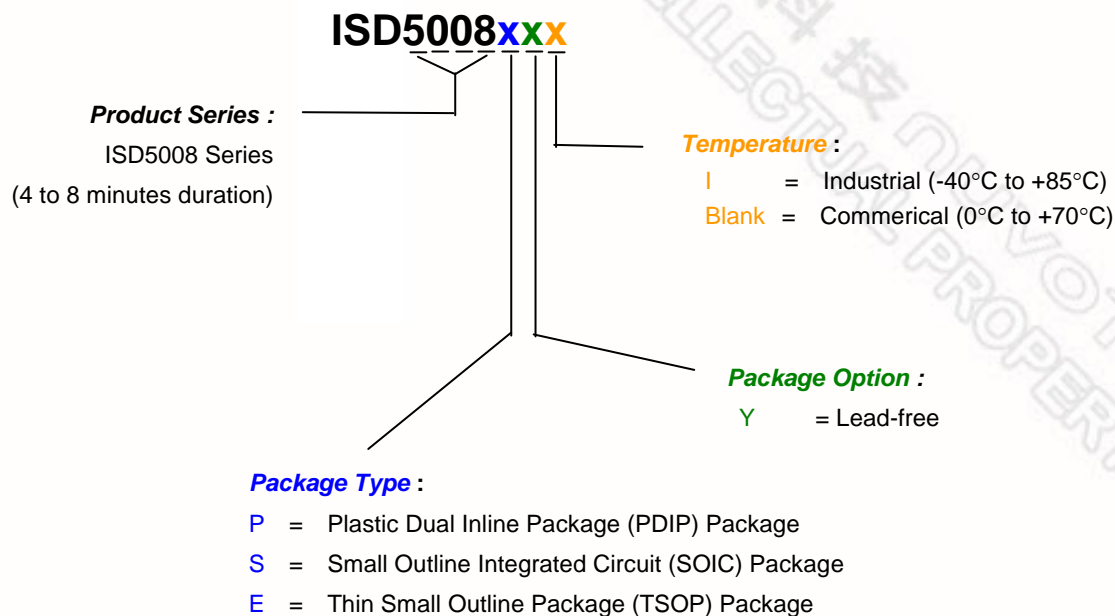 ISD5008xxx
Product Series :
ISD5008 Series
(4 to 8 minutes duration)
Temperature :
I = Industrial (-40°C to +85°C)
Blank = Commerical (0°C to +70°C)
Package Option :
Y = Lead-free
Package Type :
P = Plastic Dual Inline Package (PDIP) Package
S = Small Outline Integrated Circuit (SOIC) Package
E = Thin Small Outline Package (TSOP) Package
科技